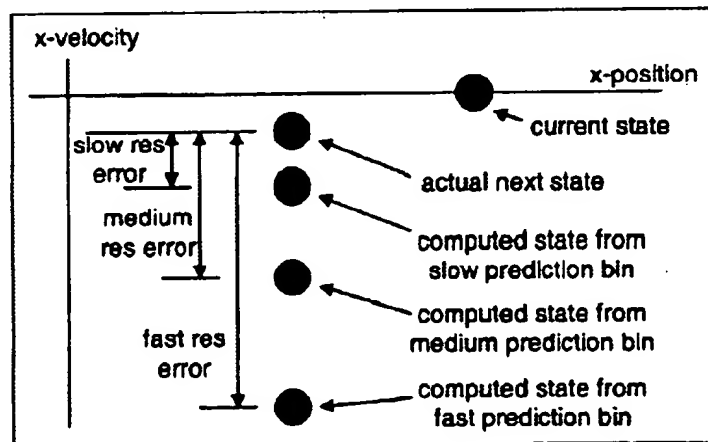 x-velocity
x-position
current state
slow res
error
actual next state
medium
res error
computed state from
slow prediction bin
computed state from
medium prediction bin
fast res
error
computed state from
fast prediction bin